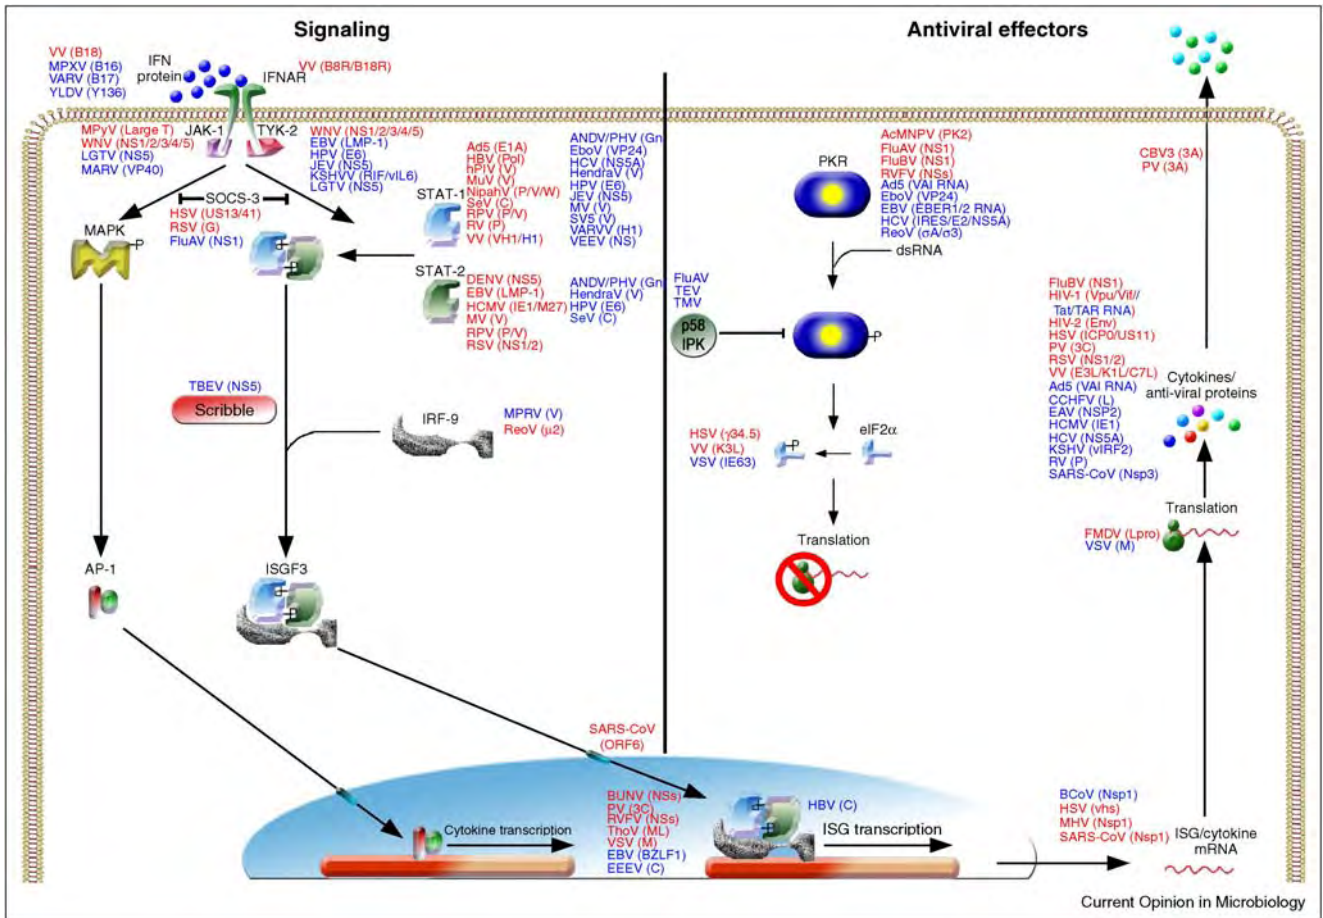 Signaling
Antiviral effectors
VV (B18)
MPXV (B16)
VARV (B17)
YLDV (Y136)
IFN
protein
IFNAR
VV (B8R/B18R)
MPyV (Large T)
WNV (NS1/2/3/4/5)
LGTV (NS5)
MARV (VP40)
JAK-1
TYK-2
WNV (NS1/2/3/4/5)
EBV (LMP-1)
HPV (E6)
JEV (NS5)
KSHVV (RIF/vIL6)
LGTV (NS5)
SOCS-3
HSV (US13/41)
RSV (G)
FluAV (NS1)
MAPK
P
STAT-1
Ad5 (E1A)
HBV (Pol)
hPIV (V)
MuV (V)
NipahV (P/V/W)
SeV (C)
RPV (P/V)
RV (P)
VV (VH1/H1)
ANDV/PHV (Gn
EboV (VP24)
HCV (NS5A)
HendraV (V)
HPV (E6)
JEV (NS5)
MV (V)
SV5 (V)
VARVV (H1)
VEEV (NS)
P
P
STAT-2
DENV (NS5)
EBV (LMP-1)
HCMV (IE1/M27)
MV (V)
RPV (P/V)
RSV (NS1/2)
ANDV/PHV (Gn
HendraV (V)
HPV (E6)
SeV (C)
TBEV (NS5)
Scribble
IRF-9
MPRV (V)
ReoV (μ2)
AP-1
ISGF3
P
P
SARS-CoV
(ORF6)
Cytokine transcription
BUNV (NSs)
PV (3C)
RVFV (NSs)
ThoV (ML)
VSV (M)
EBV (BZLF1)
EEEV (C)
P
P
HBV (C)
ISG transcription
PKR
AcMNPV (PK2)
FluAV (NS1)
FluBV (NS1)
RVFV (NSs)
Ad5 (VAI RNA)
EboV (VP24)
EBV (EBER1/2 RNA)
HCV (IRES/E2/NS5A)
ReoV (σA/σ3)
dsRNA
FluAV
TEV
TMV
p58
IPK
P
HSV (γ34.5)
VV (K3L)
VSV (IE63)
P
eIF2α
Translation
CBV3 (3A)
PV (3A)
FluBV (NS1)
HIV-1 (Vpu/Vif//
Tat/TAR RNA)
HIV-2 (Env)
HSV (ICP0/US11)
PV (3C)
RSV (NS1/2)
VV (E3L/K1L/C7L)
Ad5 (VAI RNA)
CCHFV (L)
EAV (NSP2)
HCMV (IE1)
HCV (NS5A)
KSHV (vIRF2)
RV (P)
SARS-CoV (Nsp3)
Cytokines/
anti-viral proteins
Translation
FMDV (Lpro)
VSV (M)
BCoV (Nsp1)
HSV (vhs)
MHV (Nsp1)
SARS-CoV (Nsp1)
ISG/cytokine
mRNA
Current Opinion in Microbiology